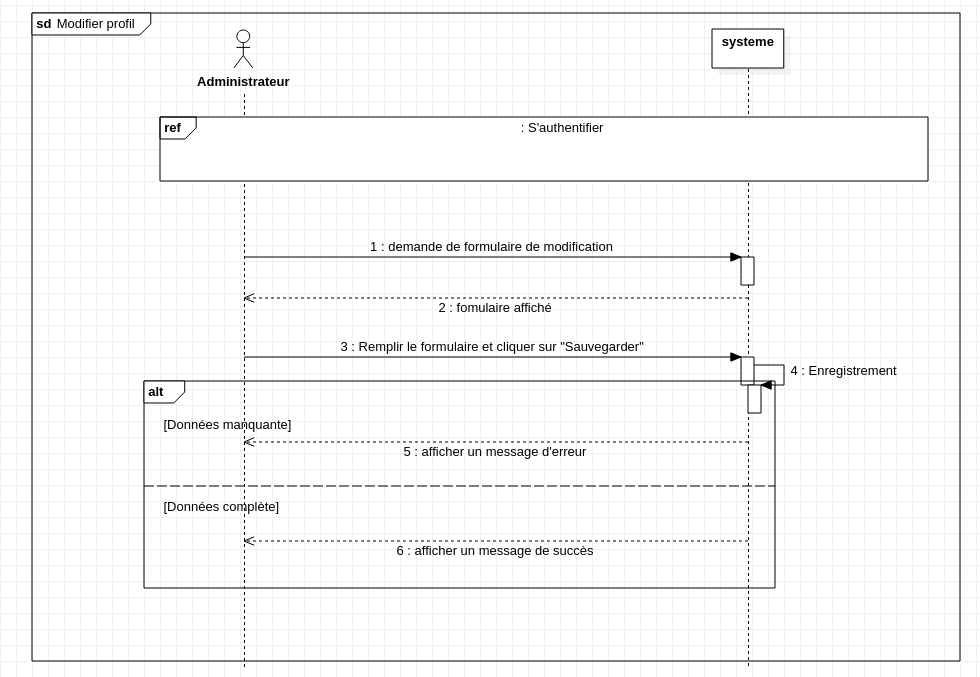 sd Modifier profil
systeme
Administrateur
ref
: S'authentifier
1 : demande de formulaire de modification
2 : fomulaire affiché
3 : Remplir le formulaire et cliquer sur "Sauvegarder"
4 : Enregistrement
alt
[Données manquante]
5 : afficher un message d'erreur
[Données complète]
6 : afficher un message de succès